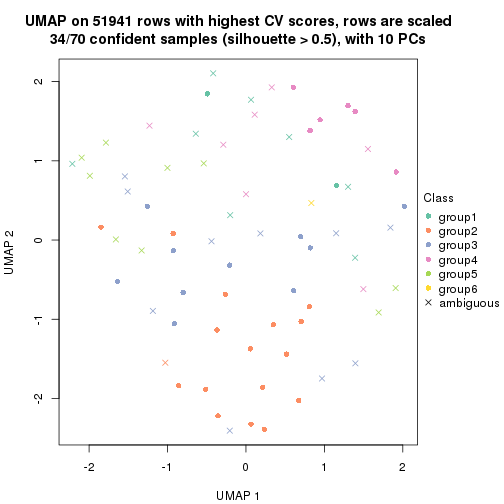 UMAP on 51941 rows with highest CV scores, rows are scaled
34/70 confident samples (silhouette > 0.5), with 10 PCs
2
1
0
-1
-2
UMAP 2
-2
-1
0
1
2
UMAP 1
Class
group1
group2
group3
group4
group5
group6
ambiguous